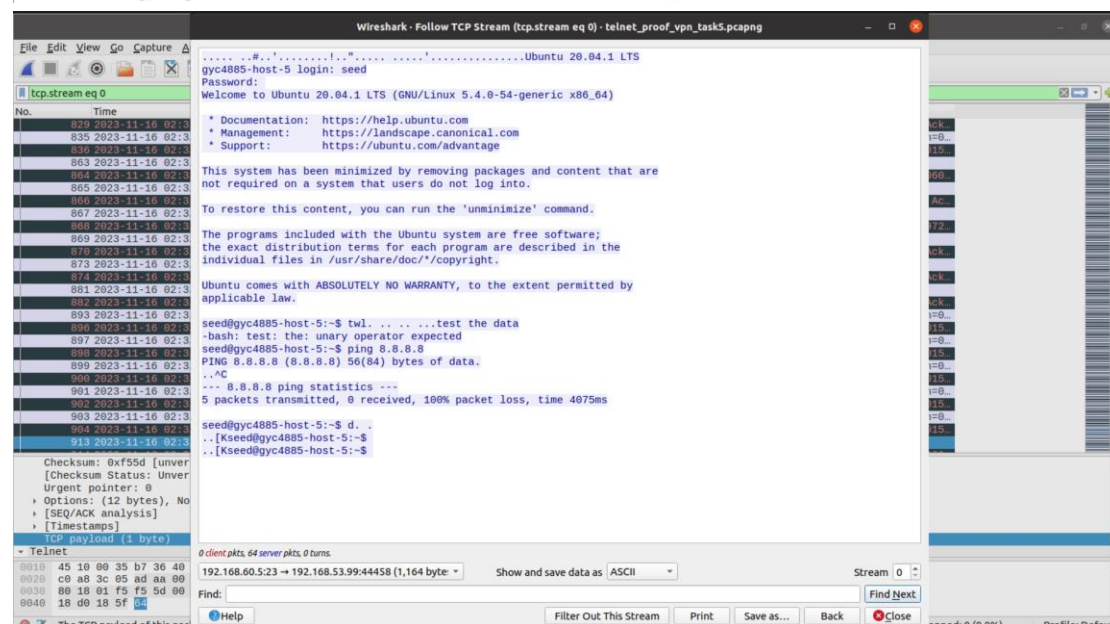 Wireshark · Follow TCP Stream (tcp.stream eq 0) · telnet_proof_vpn_task5.pcapng
File Edit View Go Capture A
tcp.stream eq 0
No. Time
..... ..#..'........!..".. ..... .....'...............Ubuntu 20.04.1 LTS
gyc4885-host-5 login: seed
Password:
Welcome to Ubuntu 20.04.1 LTS (GNU/Linux 5.4.0-54-generic x86_64)
* Documentation: https://help.ubuntu.com
* Management: https://landscape.canonical.com
* Support: https://ubuntu.com/advantage
This system has been minimized by removing packages and content that are
not required on a system that users do not log into.
To restore this content, you can run the 'unminimize' command.
The programs included with the Ubuntu system are free software;
the exact distribution terms for each program are described in the
individual files in /usr/share/doc/*/copyright.
Ubuntu comes with ABSOLUTELY NO WARRANTY, to the extent permitted by
applicable law.
seed@gyc4885-host-5:~$ twl. .. .. ...test the data
-bash: test: the: unary operator expected
seed@gyc4885-host-5:~$ ping 8.8.8.8
PING 8.8.8.8 (8.8.8.8) 56(84) bytes of data.
..^C
--- 8.8.8.8 ping statistics ---
5 packets transmitted, 0 received, 100% packet loss, time 4075ms
seed@gyc4885-host-5:~$ d. .
..[Kseed@gyc4885-host-5:~$
..[Kseed@gyc4885-host-5:~$
829 2023-11-16 02:3
835 2023-11-16 02:3
836 2023-11-16 02:3
863 2023-11-16 02:3
864 2023-11-16 02:3
865 2023-11-16 02:3
866 2023-11-16 02:3
867 2023-11-16 02:3
868 2023-11-16 02:3
869 2023-11-16 02:3
870 2023-11-16 02:3
873 2023-11-16 02:3
874 2023-11-16 02:3
881 2023-11-16 02:3
882 2023-11-16 02:3
893 2023-11-16 02:3
896 2023-11-16 02:3
897 2023-11-16 02:3
898 2023-11-16 02:3
899 2023-11-16 02:3
900 2023-11-16 02:3
901 2023-11-16 02:3
902 2023-11-16 02:3
903 2023-11-16 02:3
904 2023-11-16 02:3
913 2023-11-16 02:3
Checksum: 0xf55d [unver
[Checksum Status: Unver
Urgent pointer: 0
Options: (12 bytes), No
[SEQ/ACK analysis]
[Timestamps]
TCP payload (1 byte)
Telnet
0010 45 10 00 35 b7 36 40
0020 c0 a8 3c 05 ad aa 00
0030 80 18 01 f5 f5 5d 00
0040 18 d0 18 5f 64
0 client pkts, 64 server pkts, 0 turns.
192.168.60.5:23 → 192.168.53.99:44458 (1,164 byte: Show and save data as ASCII Stream 0
Find: Find Next
Help Filter Out This Stream Print Save as... Back Close